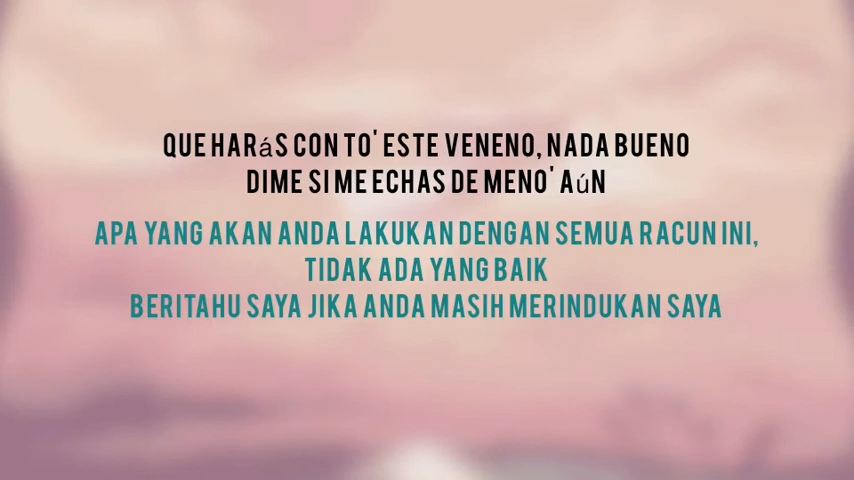 QUE HARáS CON TO' ESTE VENENO, NADA BUENO
DIME SI ME ECHAS DE MENO' AúN
APA YANG AKAN ANDA LAKUKAN DENGAN SEMUA RACUN INI,
TIDAK ADA YANG BAIK
BERITAHU SAYA JIKA ANDA MASIH MERINDUKAN SAYA